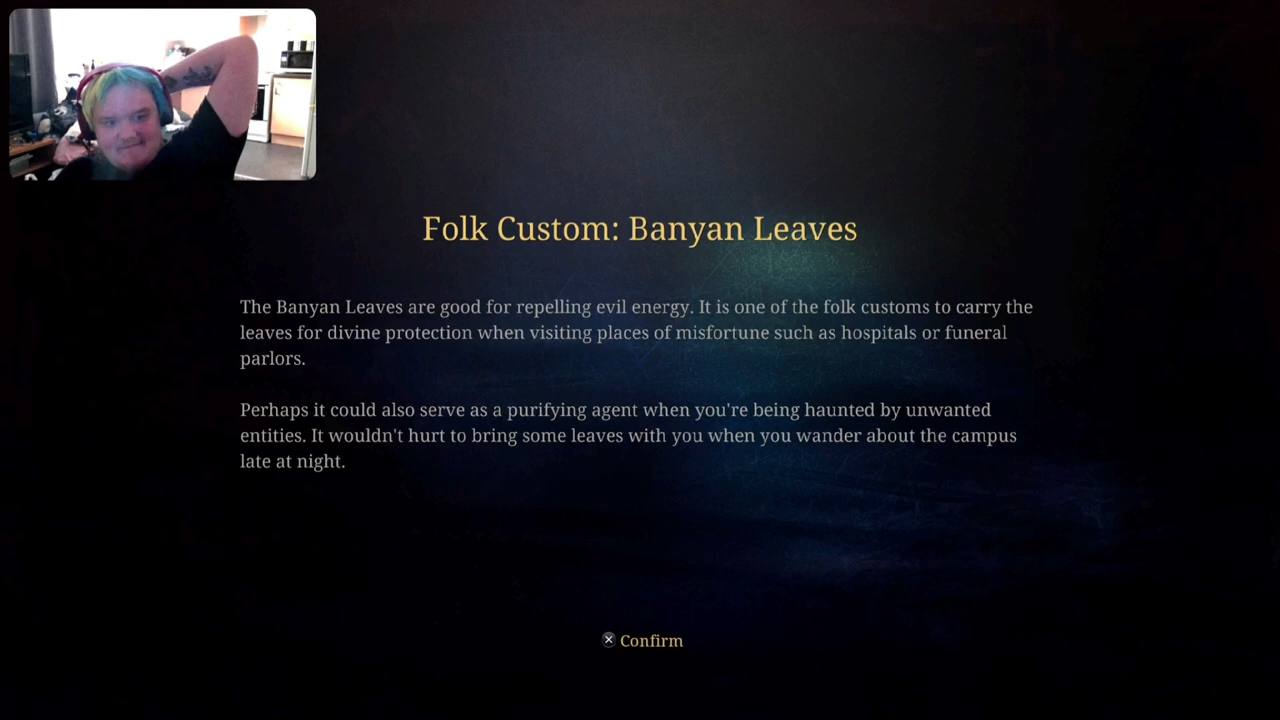 Folk Custom: Banyan Leaves
The Banyan Leaves are good for repelling evil energy. It is one of the folk customs to carry the
leaves for divine protection when visiting places of misfortune such as hospitals or funeral
parlors.
Perhaps it could also serve as a purifying agent when you're being haunted by unwanted
entities. It wouldn't hurt to bring some leaves with you when you wander about the campus
late at night.
Confirm